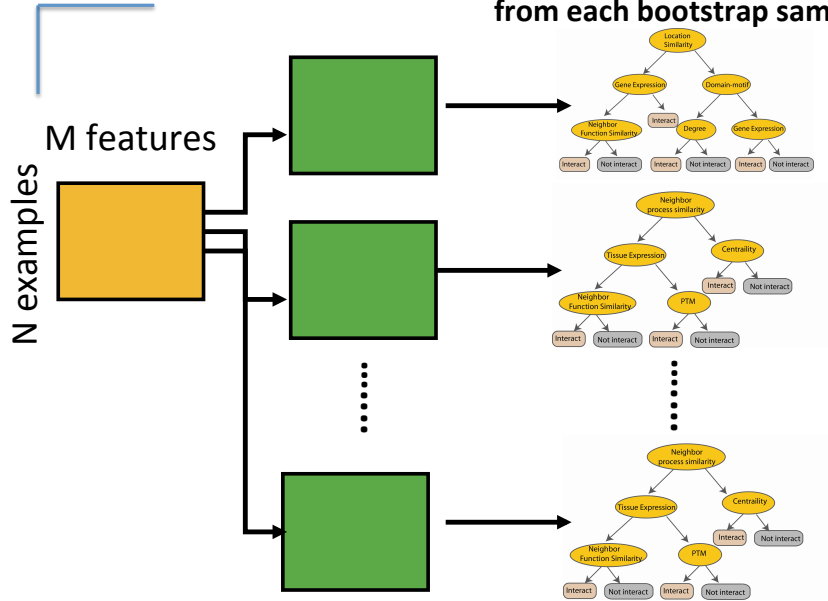 from each bootstrap sam
M features
N examples
Location
Similarity
Gene Expression
Domain-motif
Interact
Neighbor
Function Similarity
Degree
Gene Expression
Interact
Not interact
Interact
Not interact
Interact
Not interact
Neighbor
process similarity
Tissue Expression
Centraility
Interact
Not interact
Neighbor
Function Similarity
PTM
Interact
Not interact
Interact
Not interact
Neighbor
process similarity
Tissue Expression
Centraility
Interact
Not interact
Neighbor
Function Similarity
PTM
Interact
Not interact
Interact
Not interact